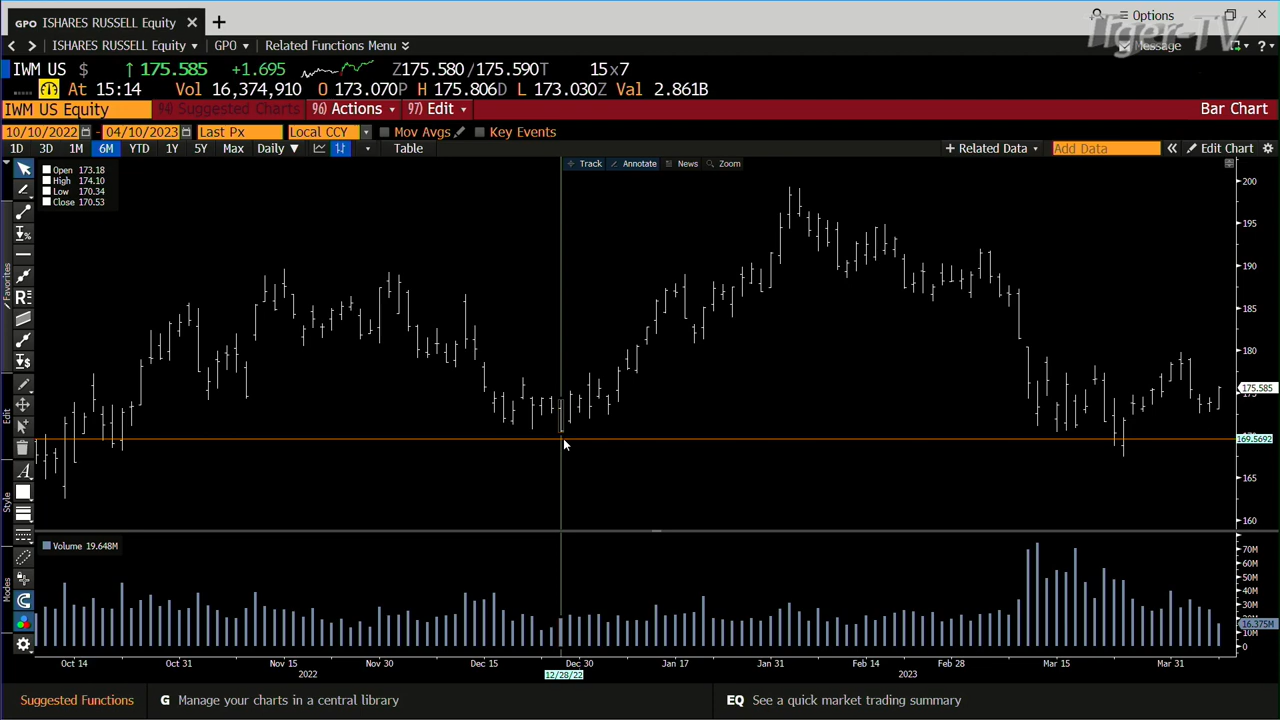 GPO ISHARES RUSSELL Equity
Options
Tiger-TV
ISHARES RUSSELL Equity GPO Related Functions Menu Message ?
IWM US $ ↑ 175.585 +1.695 Z175.580/175.590T 15x7
At 15:14 Vol 16,374,910 O 173.070P H 175.806D L 173.030Z Val 2.861B
IWM US Equity 94) Suggested Charts 96) Actions 97) Edit Bar Chart
10/10/2022 - 04/10/2023 Last Px Local CCY Mov Avgs Key Events
1D 3D 1M 6M YTD 1Y 5Y Max Daily Table + Related Data Add Data Edit Chart
Track Annotate News Zoom
Open 173.18
High 174.10
Low 170.34
Close 170.53
Favorites
Edit
Style
Modes
200
195
190
185
180
175.585
175
169.5692
165
160
Volume 19.648M
70M
60M
50M
40M
30M
20M
16.375M
10M
0
Oct 14 Oct 31 Nov 15 Nov 30 Dec 15 Dec 30 Jan 17 Jan 31 Feb 14 Feb 28 Mar 15 Mar 31
2022 12/28/22 2023
Suggested Functions G Manage your charts in a central library EQ See a quick market trading summary